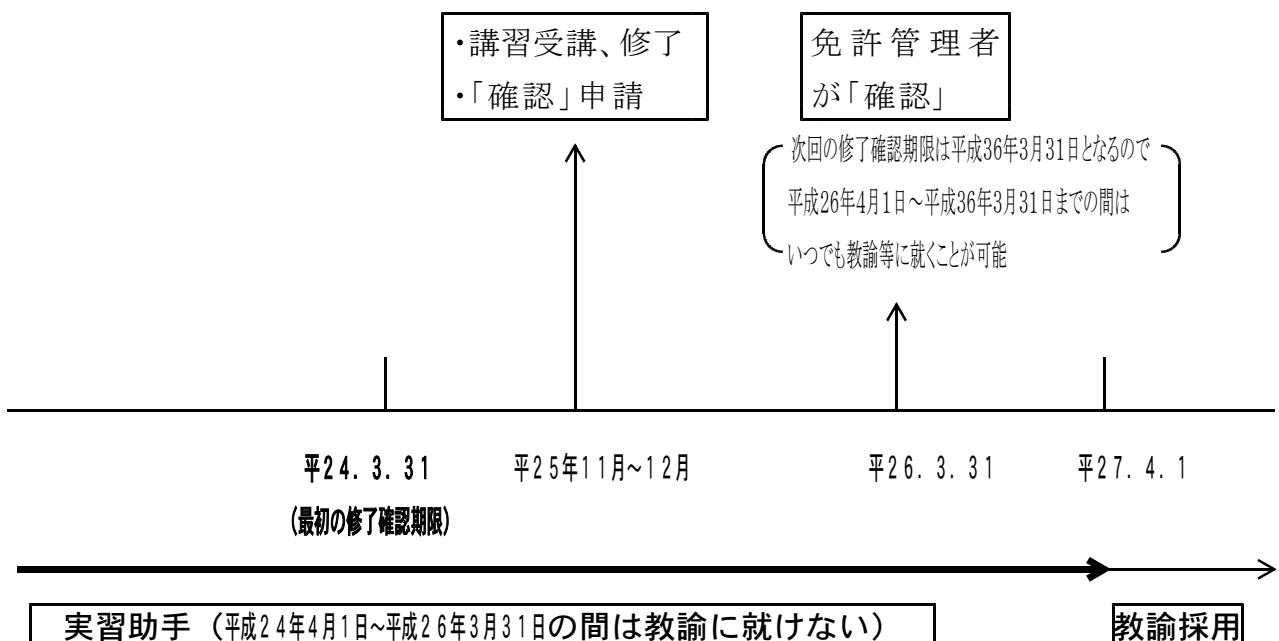 ・講習受講、修了
・「確認」申請
免許管理者
が「確認」
次回の修了確認期限は平成36年3月31日となるので
平成26年4月1日～平成36年3月31日までの間は
いつでも教諭等に就くことが可能
平24．3．31
平25年11月~12月
平26．3．31
平27．4．1
（最初の修了確認期限）
実習助手（平成24年4月1日~平成26年3月31日の間は教諭に就けない）
教諭採用